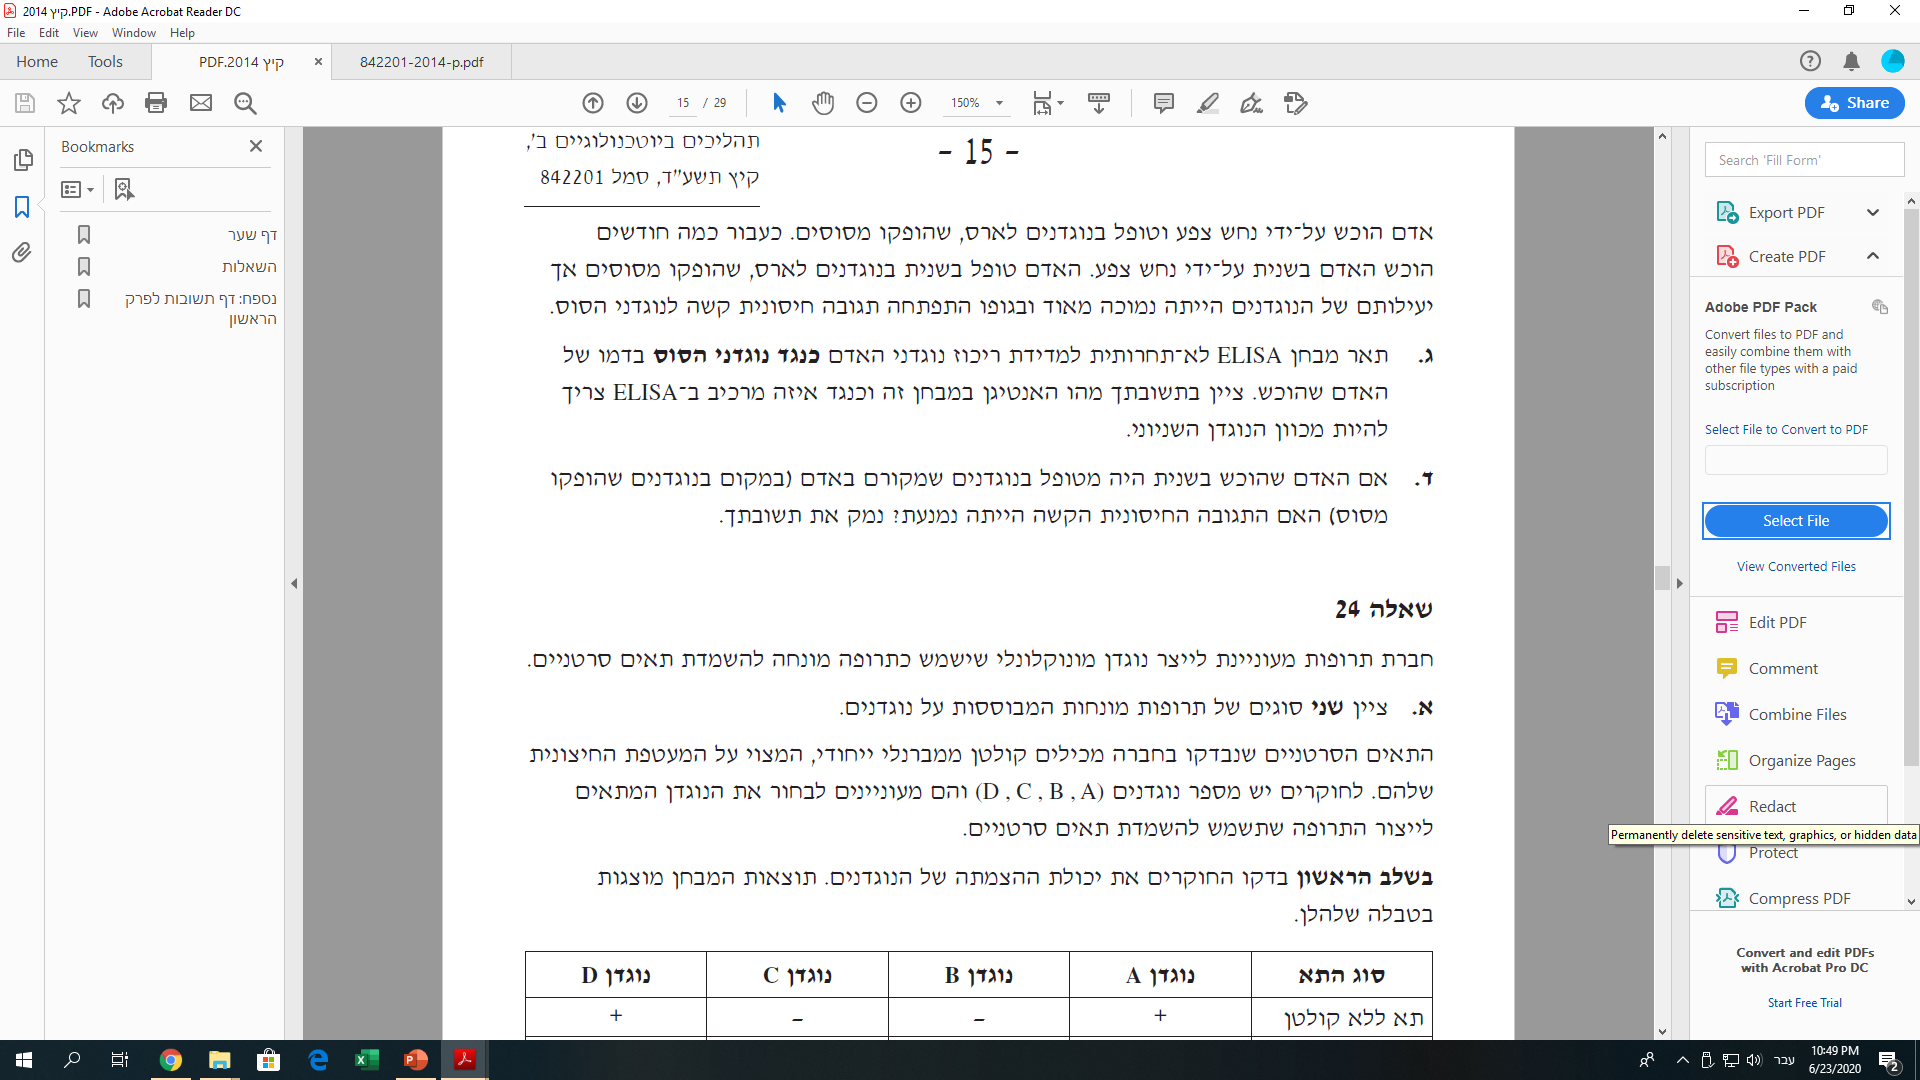 קיץ 2014.PDF - Adobe Acrobat Reader DC
File Edit View Window Help
Home Tools קיץ 2014.PDF 842201-2014-p.pdf
15 / 29 150% Share
Bookmarks
דף שער
השאלות
נספח: דף תשובות לפרק
הראשון
תהליכים ביוטכנולוגיים ב',
קיץ תשע"ד, סמל 842201
- 15 -
אדם הוכש על־ידי נחש צפע וטופל בנוגדנים לארס, שהופקו מסוסים. כעבור כמה חודשים
הוכש האדם בשנית על־ידי נחש צפע. האדם טופל בשנית בנוגדנים לארס, שהופקו מסוסים אך
יעילותם של הנוגדנים הייתה נמוכה מאוד ובגופו התפתחה תגובה חיסונית קשה לנוגדני הסוס.
ג. תאר מבחן ELISA לא־תחרותית למדידת ריכוז נוגדני האדם כנגד נוגדני הסוס בדמו של
האדם שהוכש. ציין בתשובתך מהו האנטיגן במבחן זה וכנגד איזה מרכיב ב־ELISA צריך
להיות מכוון הנוגדן השניוני.
ד. אם האדם שהוכש בשנית היה מטופל בנוגדנים שמקורם באדם (במקום בנוגדנים שהופקו
מסוס) האם התגובה החיסונית הקשה הייתה נמנעת? נמק את תשובתך.
שאלה 24
חברת תרופות מעוניינת לייצר נוגדן מונוקלונלי שישמש כתרופה מונחה להשמדת תאים סרטניים.
א. ציין שני סוגים של תרופות מונחות המבוססות על נוגדנים.
התאים הסרטניים שנבדקו בחברה מכילים קולטן ממברנלי ייחודי, המצוי על המעטפת החיצונית
שלהם. לחוקרים יש מספר נוגדנים (D , C , B , A) והם מעוניינים לבחור את הנוגדן המתאים
לייצור התרופה שתשמש להשמדת תאים סרטניים.
בשלב הראשון בדקו החוקרים את יכולת ההצמתה של הנוגדנים. תוצאות המבחן מוצגות
בטבלה שלהלן.
סוג התא נוגדן A נוגדן B נוגדן C נוגדן D
תא ללא קולטן + – – +
Search 'Fill Form'
Export PDF
Create PDF
Adobe PDF Pack
Convert files to PDF and
easily combine them with
other file types with a paid
subscription
Select File to Convert to PDF
Select File
View Converted Files
Edit PDF
Comment
Combine Files
Organize Pages
Redact
Permanently delete sensitive text, graphics, or hidden data
Protect
Compress PDF
Convert and edit PDFs
with Acrobat Pro DC
Start Free Trial
עבר
10:49 PM
6/23/2020
2